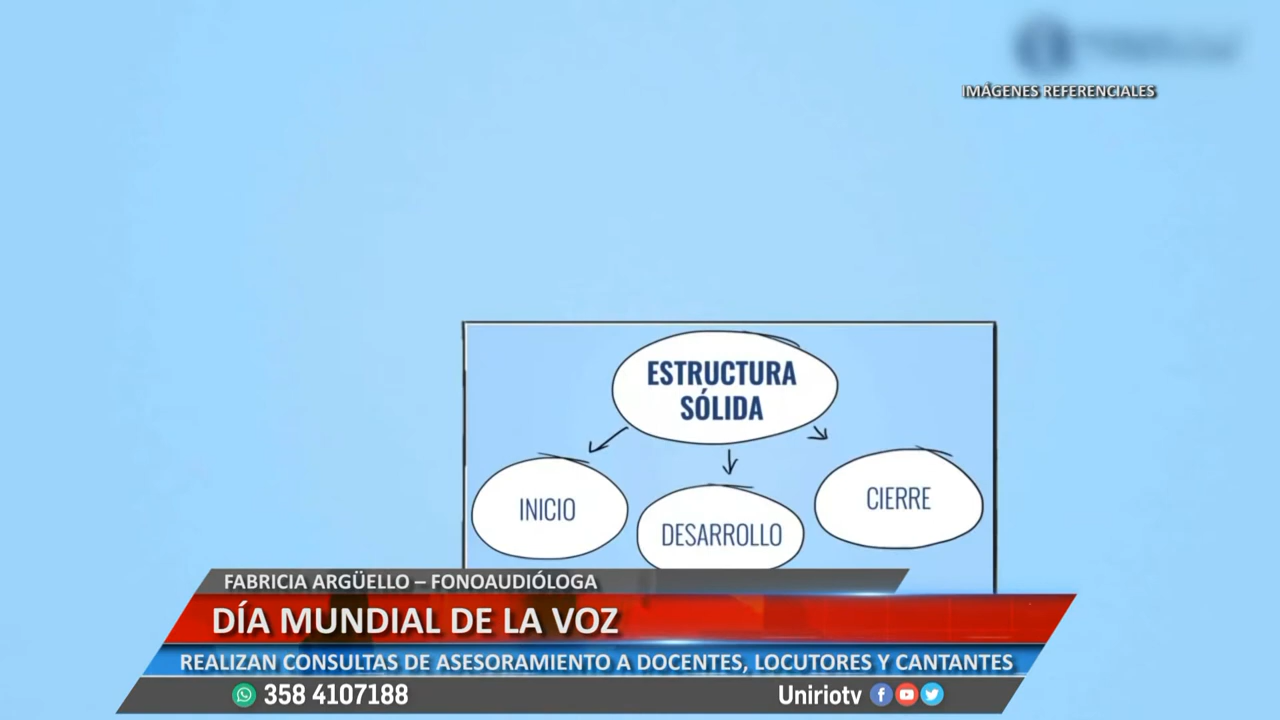 IMÁGENES REFERENCIALES
ESTRUCTURA
SÓLIDA
INICIO
DESARROLLO
CIERRE
FABRICIA ARGÜELLO – FONOAUDIÓLOGA
DÍA MUNDIAL DE LA VOZ
REALIZAN CONSULTAS DE ASESORAMIENTO A DOCENTES, LOCUTORES Y CANTANTES
358 4107188
Uniriotv